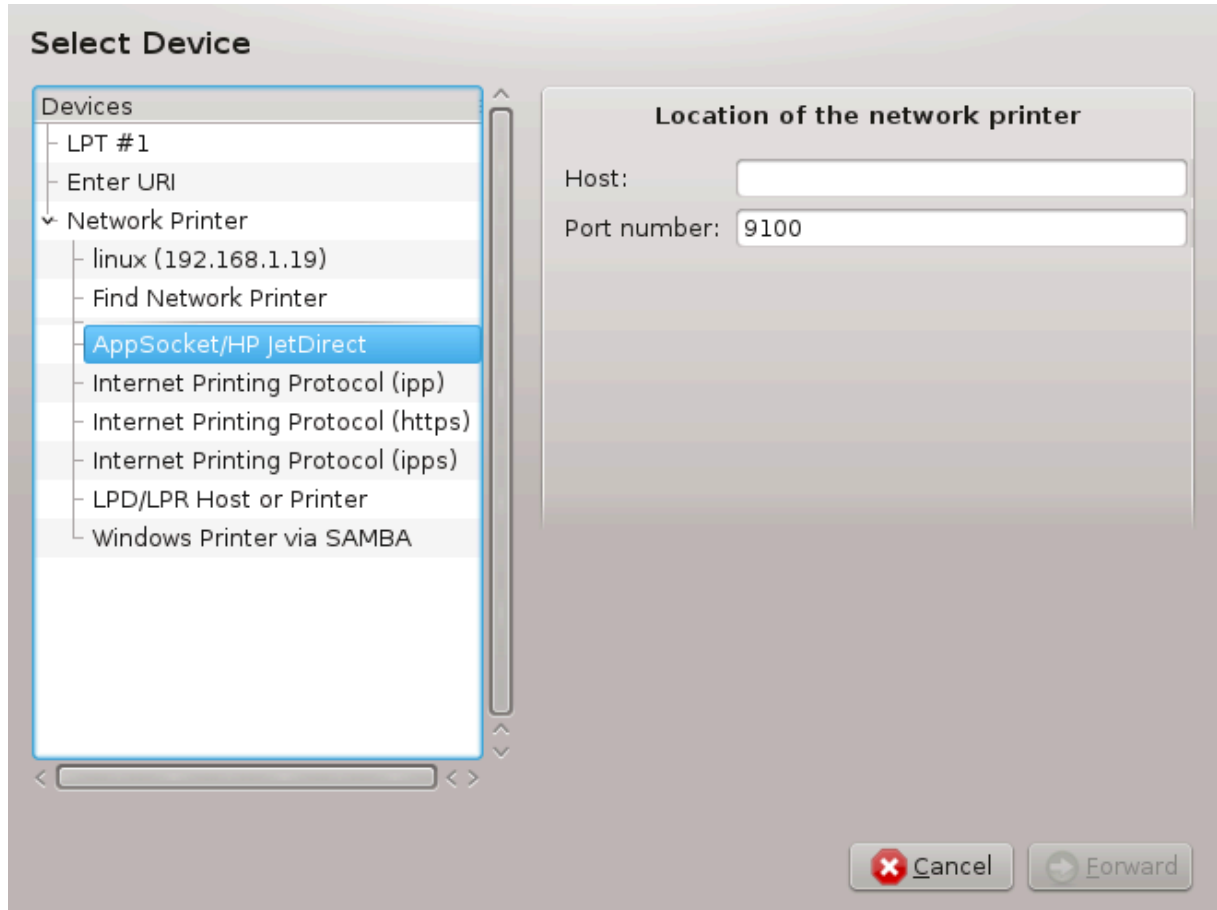 Select Device
Devices
LPT #1
Enter URI
Network Printer
linux (192.168.1.19)
Find Network Printer
AppSocket/HP JetDirect
Internet Printing Protocol (ipp)
Internet Printing Protocol (https)
Internet Printing Protocol (ipps)
LPD/LPR Host or Printer
Windows Printer via SAMBA
Location of the network printer
Host:
Port number: 9100
Cancel
Forward